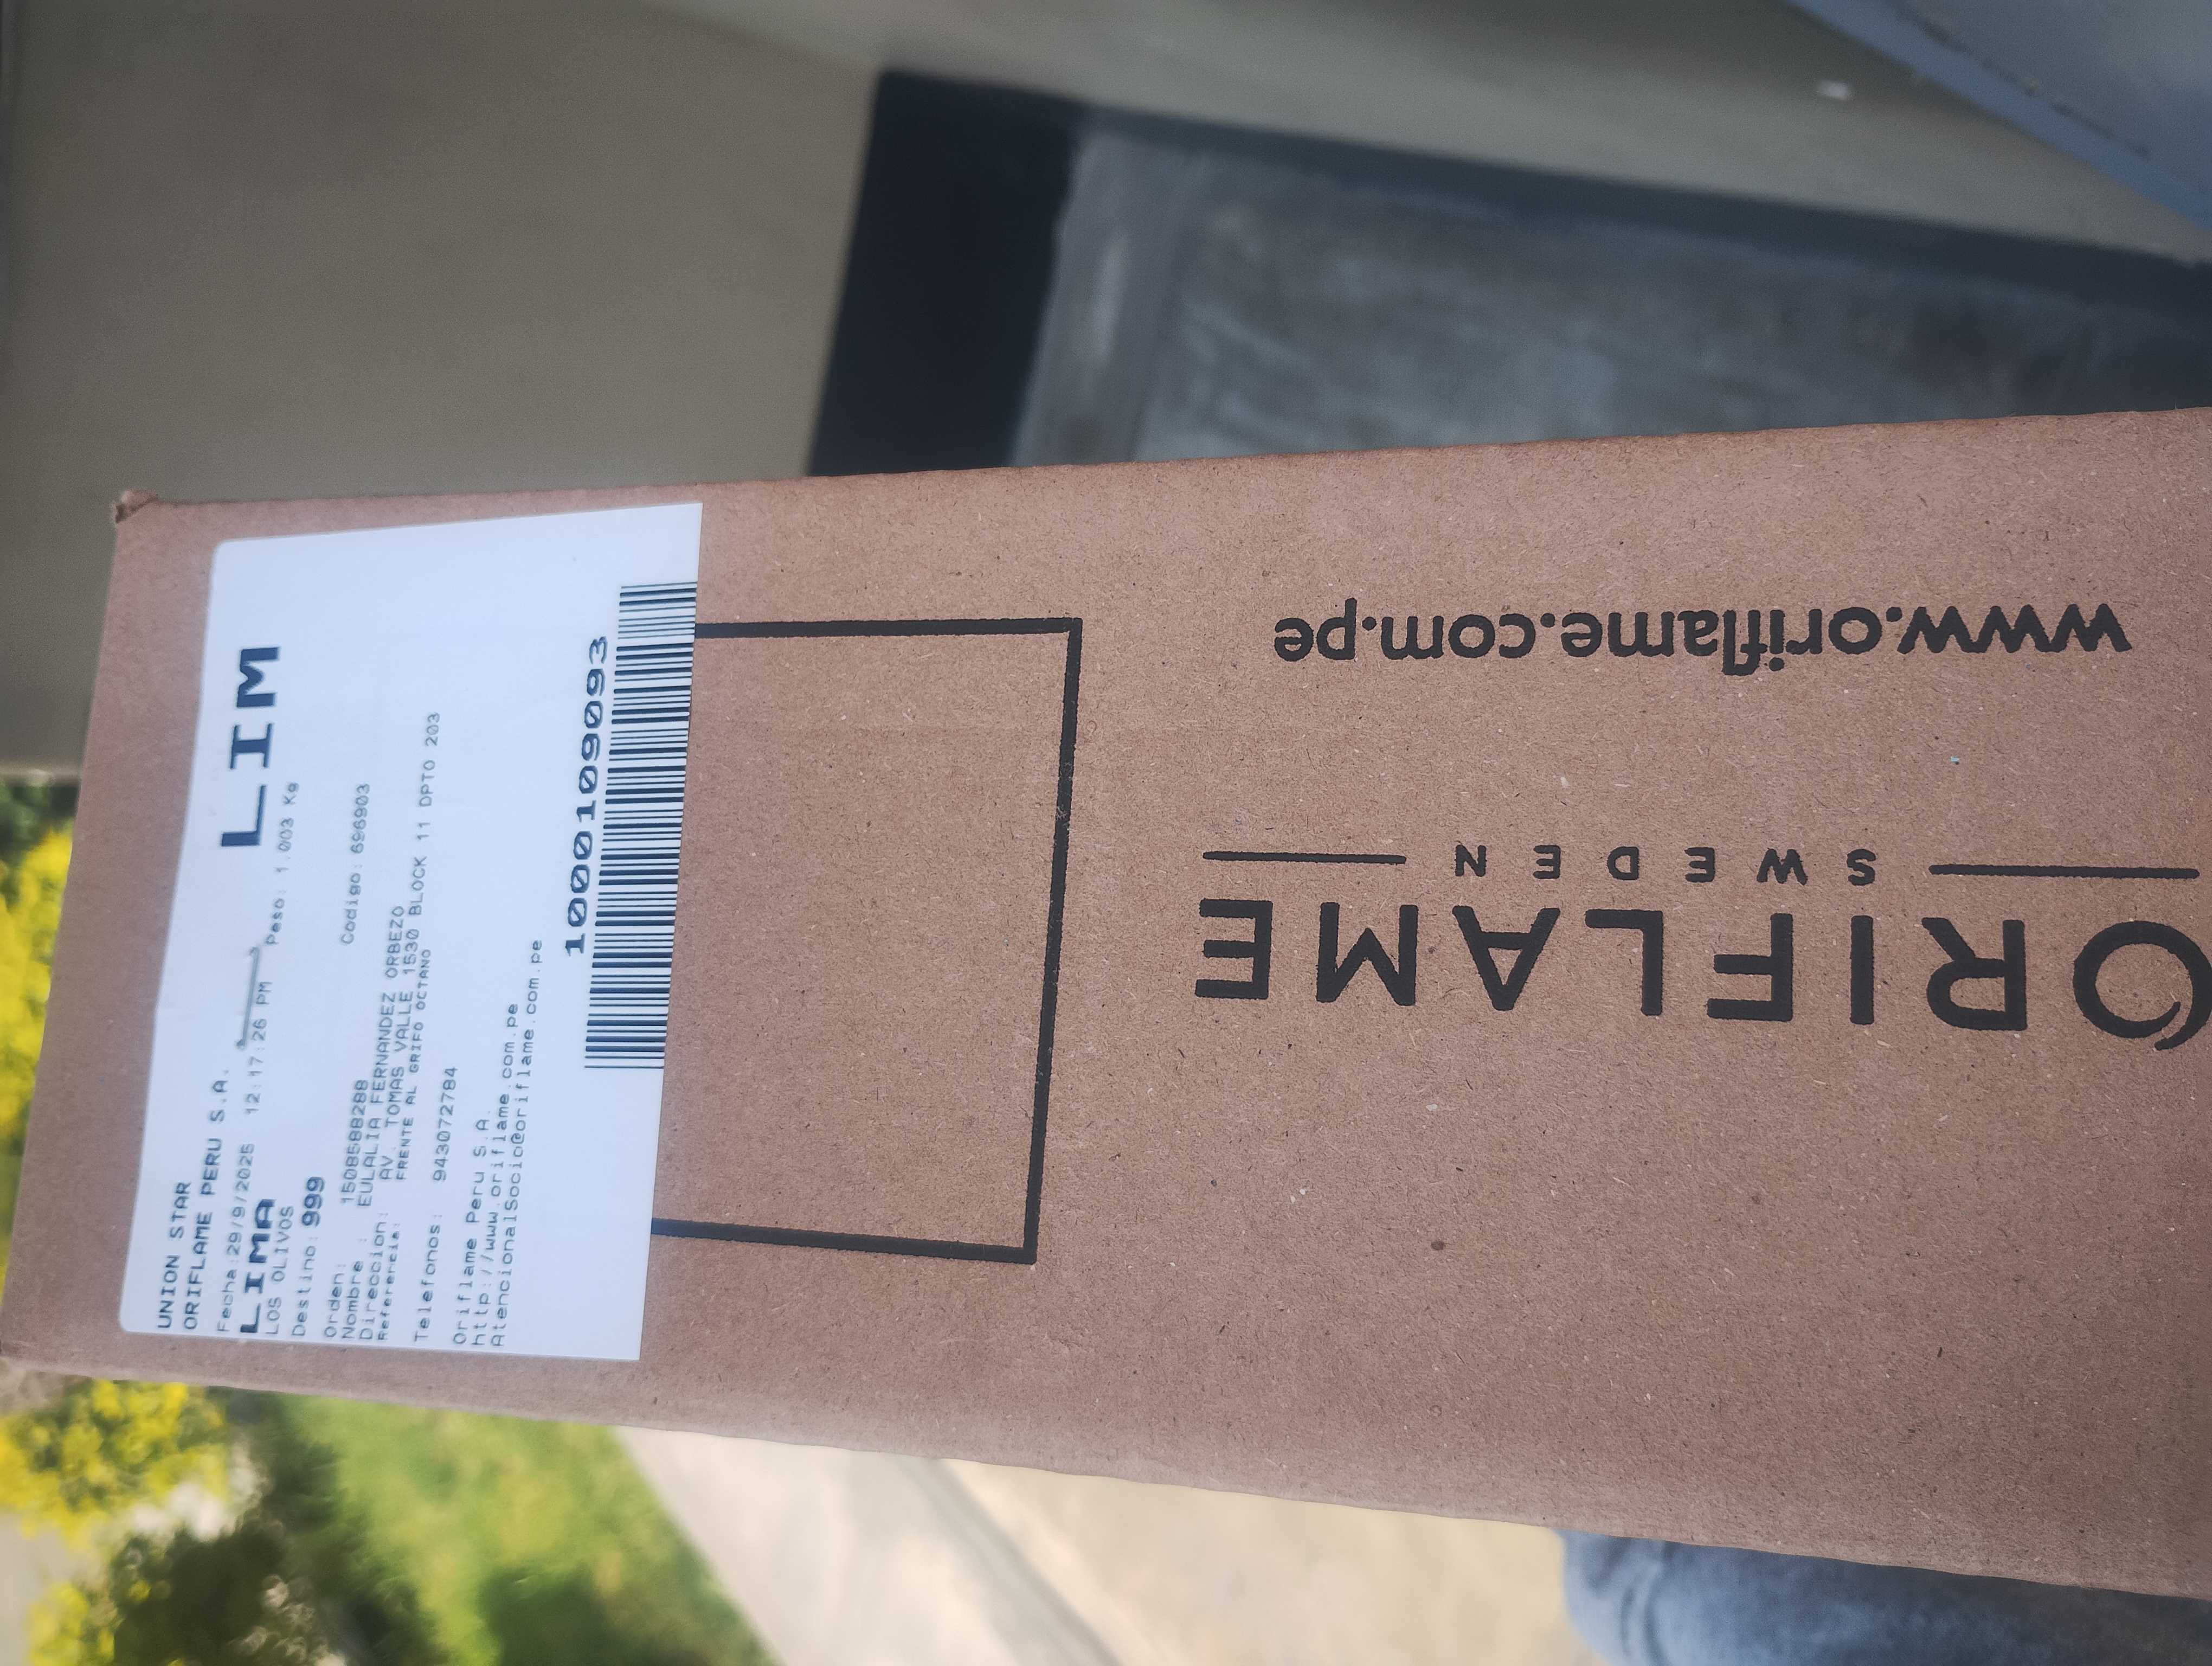 UNION STAR
ORIFLAME PERU S.A.
Fecha:29/9/2025 12:17:26 PM
LIMA LIM
LOS OLIVOS Peso: 1.003 Kg
Destino: 999
Orden: 1508588288 Codigo: 696903
Nombre : EULALIA FERNANDEZ ORBEZO
Direccion: AV. TOMAS VALLE 1530 BLOCK 11 DPTO 203
Referencia: FRENTE AL GRIFO OCTANO
Telefonos: 943072784
Oriflame Peru S.A.
http://www.oriflame.com.pe
AtencionalSocio@oriflame.com.pe
1000109093
ORIFLAME
SWEDEN
www.oriflame.com.pe